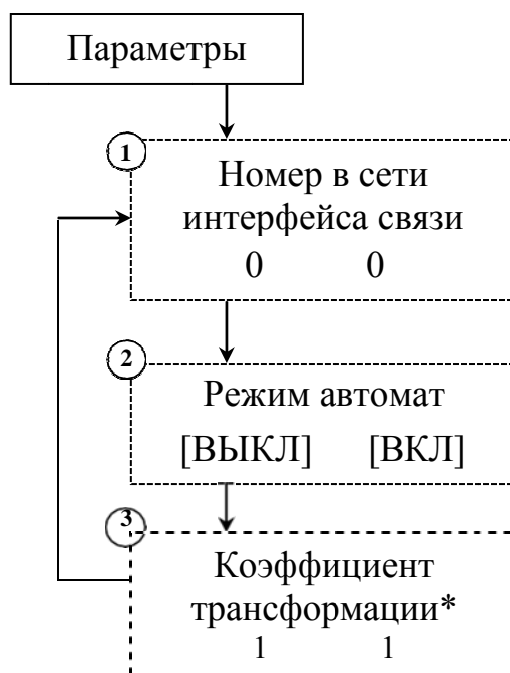 Параметры
1
Номер в сети
интерфейса связи
0 0
2
Режим автомат
[ВЫКЛ] [ВКЛ]
3
Коэффициент
трансформации*
1 1